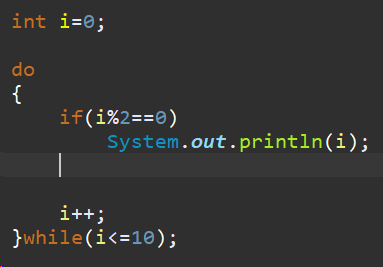 int i=0;
do
{
if(i%2==0)
System.out.println(i);
i++;
}while(i<=10);